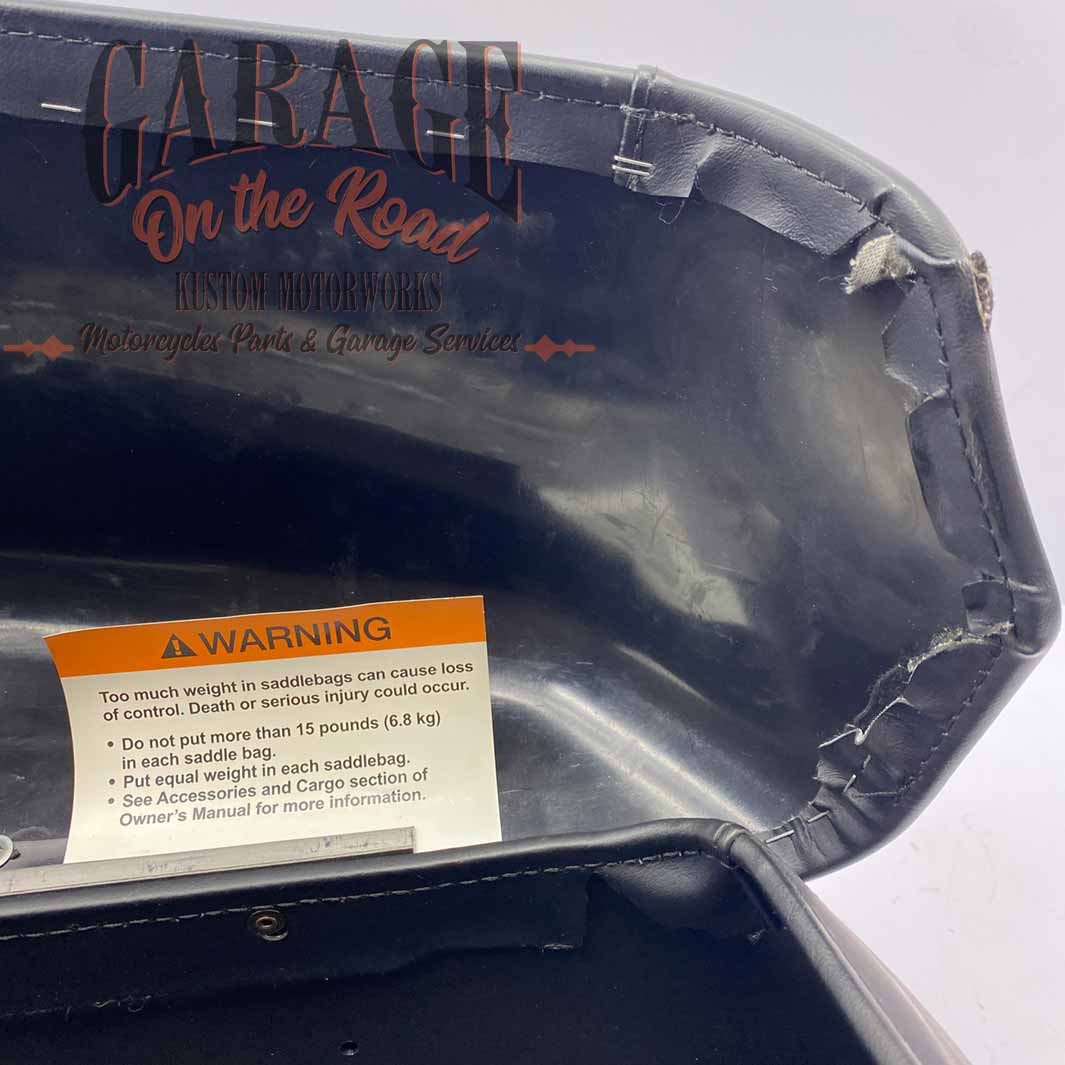 GARAGE
On the Road
KUSTOM MOTORWORKS
Motorcycles Parts & Garage Services
⚠WARNING
Too much weight in saddlebags can cause loss
of control. Death or serious injury could occur.
• Do not put more than 15 pounds (6.8 kg)
in each saddle bag.
• Put equal weight in each saddlebag.
• See Accessories and Cargo section of
Owner's Manual for more information.